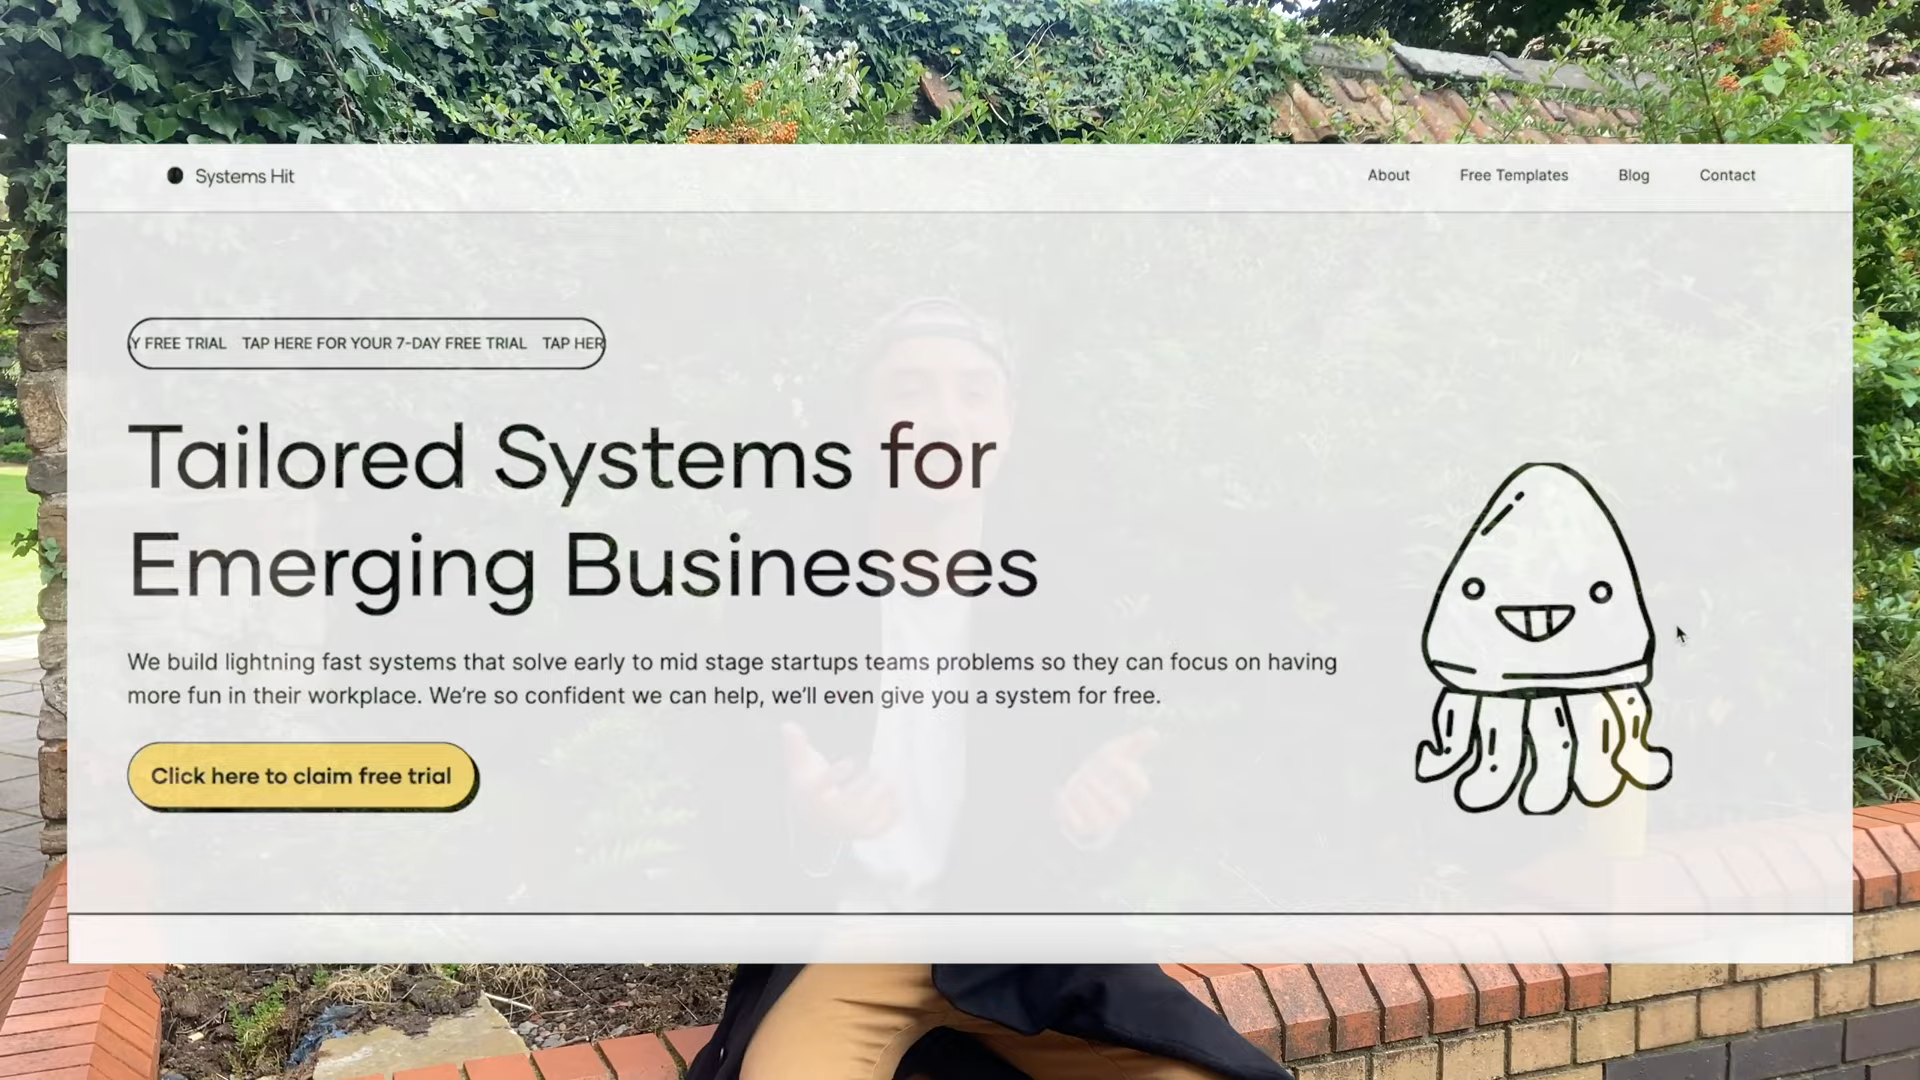 Systems Hit
About
Free Templates
Blog
Contact
Y FREE TRIAL TAP HERE FOR YOUR 7-DAY FREE TRIAL TAP HER
Tailored Systems for
Emerging Businesses
We build lightning fast systems that solve early to mid stage startups teams problems so they can focus on having
more fun in their workplace. We’re so confident we can help, we’ll even give you a system for free.
Click here to claim free trial